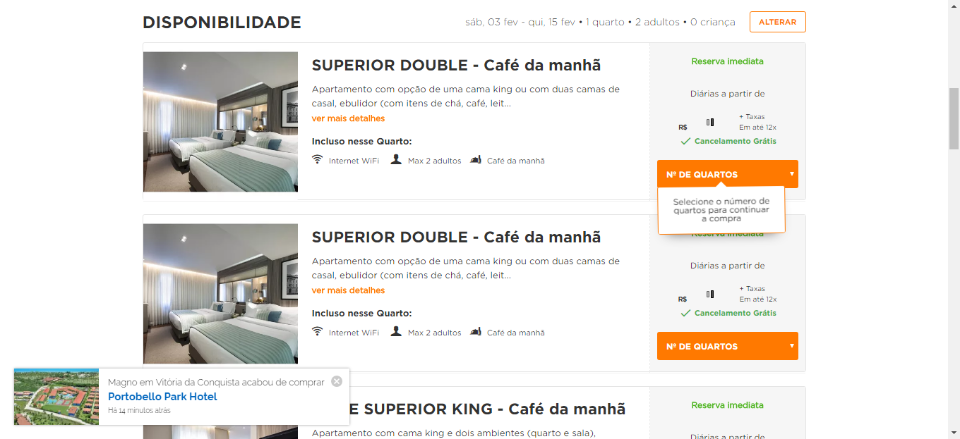 DISPONIBILIDADE
sáb, 03 fev - qui, 15 fev • 1 quarto • 2 adultos • 0 criança
ALTERAR
SUPERIOR DOUBLE - Café da manhã
Apartamento com opção de uma cama king ou com duas camas de
casal, ebulidor (com itens de chá, café, leit...
ver mais detalhes
Incluso nesse Quarto:
Internet WiFi
Max 2 adultos
Café da manhã
Reserva imediata
Diárias a partir de
R$
+ Taxas
Em até 12x
Cancelamento Grátis
Nº DE QUARTOS
Selecione o número de
quartos para continuar
a compra
SUPERIOR DOUBLE - Café da manhã
Apartamento com opção de uma cama king ou com duas camas de
casal, ebulidor (com itens de chá, café, leit...
ver mais detalhes
Incluso nesse Quarto:
Internet WiFi
Max 2 adultos
Café da manhã
Reserva imediata
Diárias a partir de
R$
+ Taxas
Em até 12x
Cancelamento Grátis
Nº DE QUARTOS
Magno em Vitória da Conquista acabou de comprar
Portobello Park Hotel
Há 14 minutos atrás
E SUPERIOR KING - Café da manhã
Apartamento com cama king e dois ambientes (quarto e sala),
Reserva imediata
Diárias a partir de